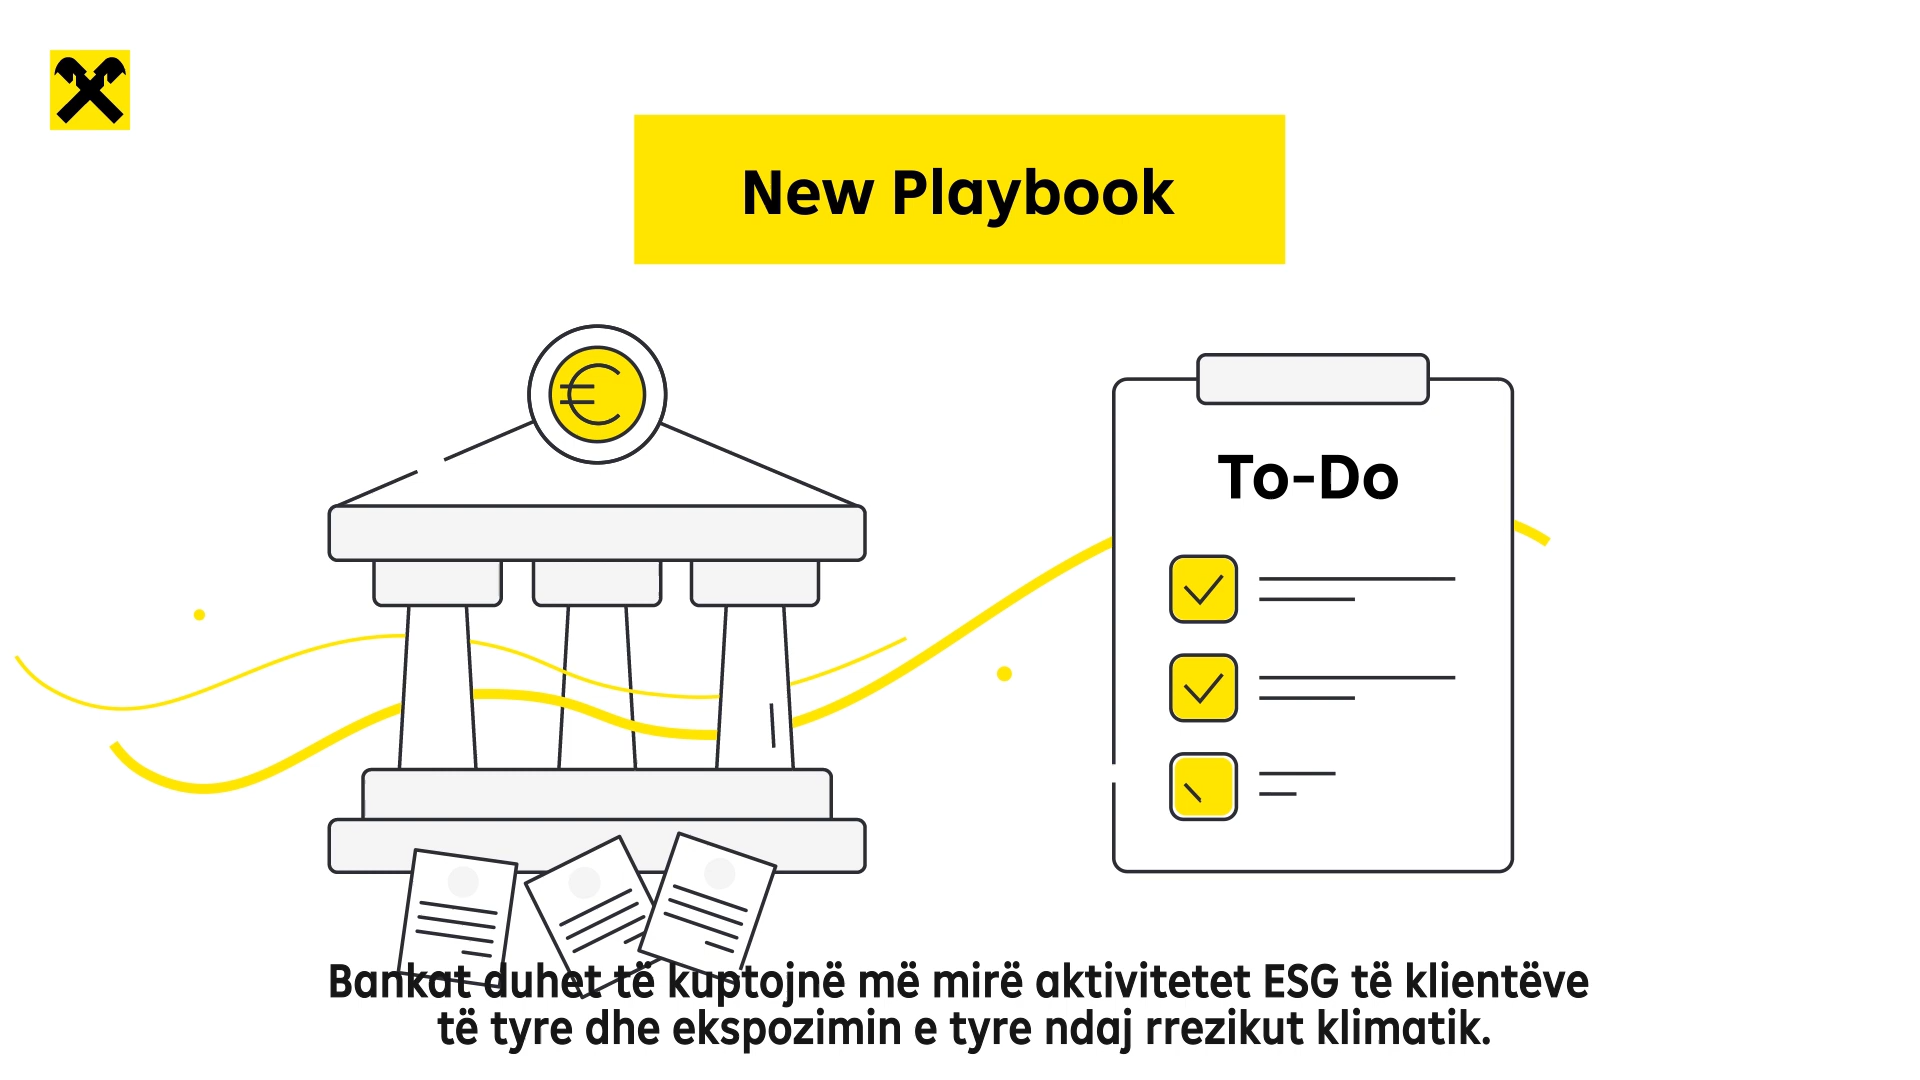 New Playbook
To-Do
Bankat duhet të kuptojnë më mirë aktivitetet ESG të klientëve
të tyre dhe ekspozimin e tyre ndaj rrezikut klimatik.